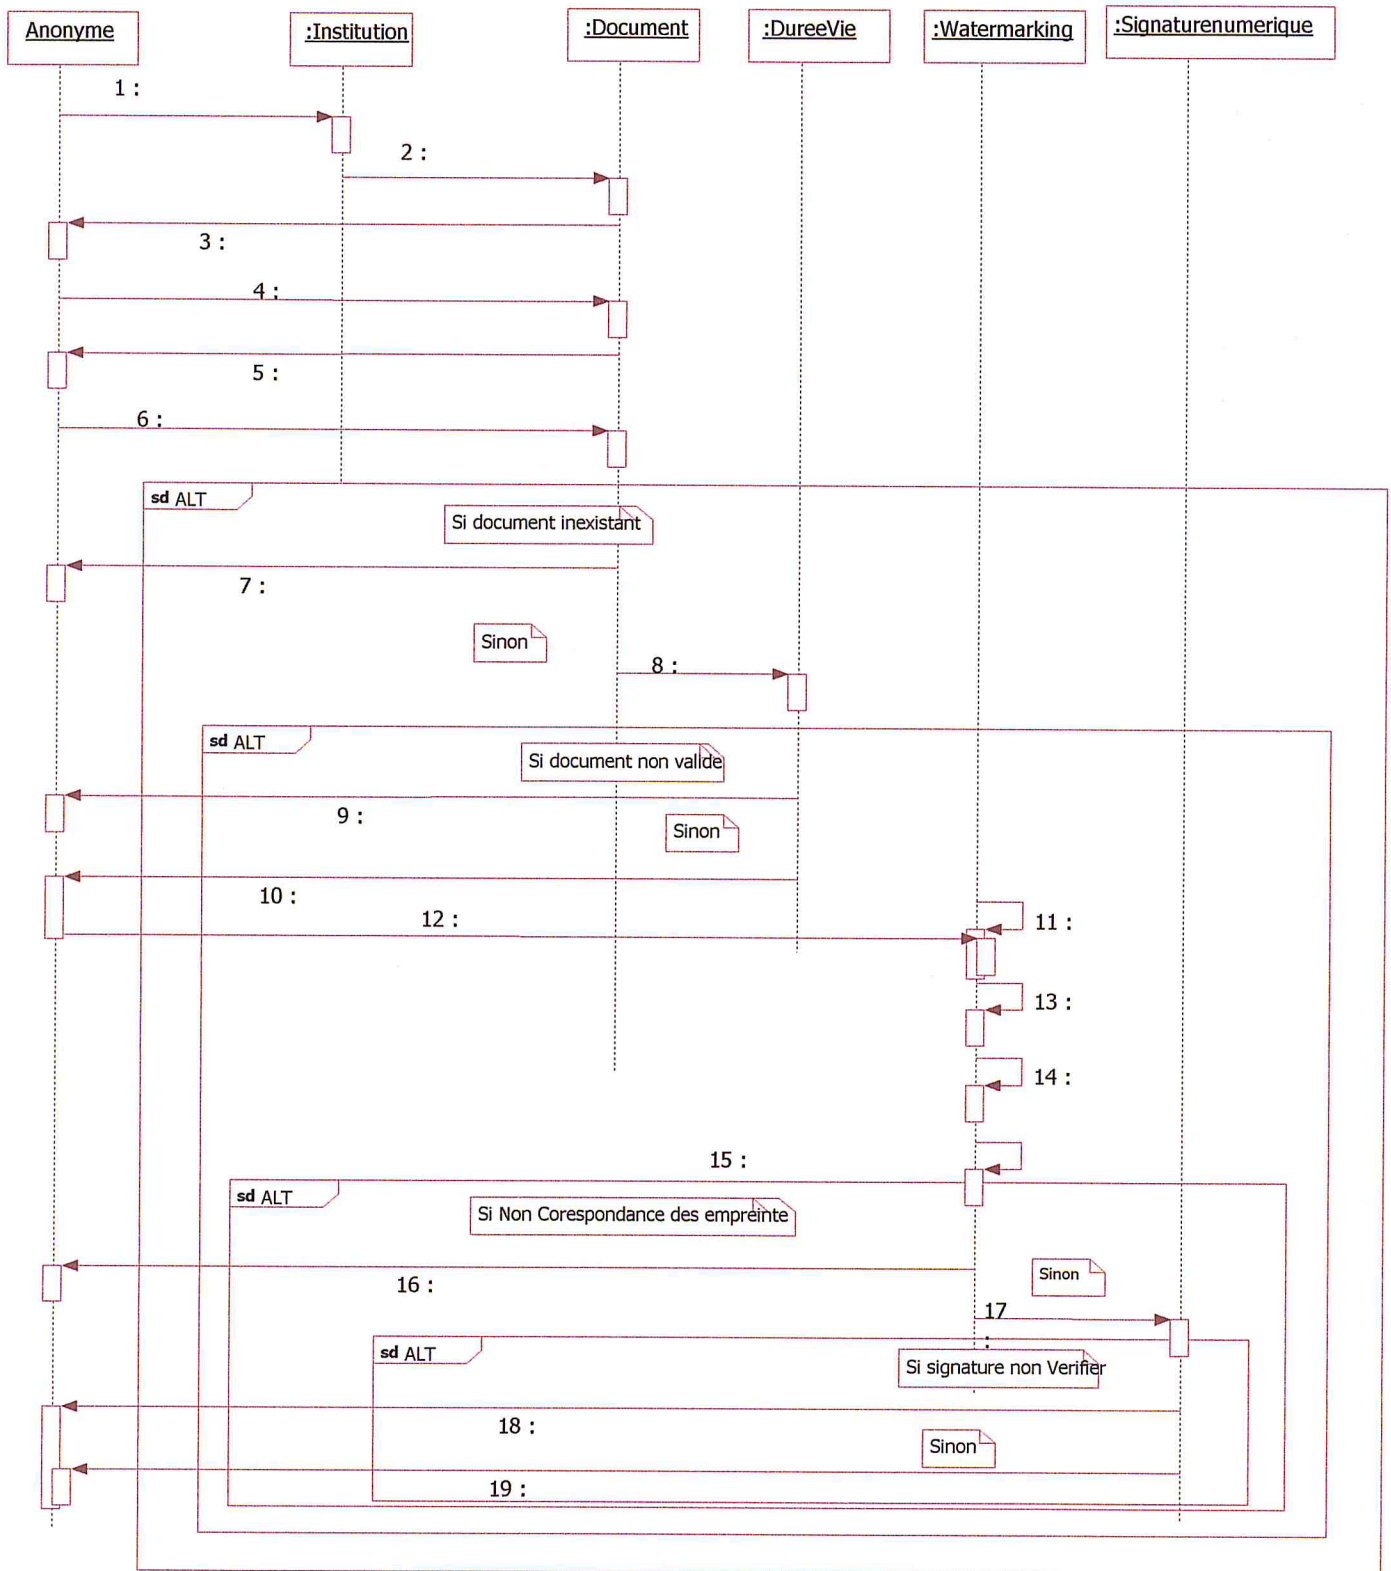 Anonyme
:Institution
:Document
:DureeVie
:Watermarking
:Signaturenumerique
1 :
2 :
3 :
4 :
5 :
6 :
sd ALT
Si document inexistant
7 :
Sinon
8 :
sd ALT
Si document non valide
9 :
Sinon
10 :
12 :
11 :
13 :
14 :
15 :
sd ALT
Si Non Corespondance des empreinte
16 :
Sinon
17
:
sd ALT
Si signature non Verifier
18 :
Sinon
19 :